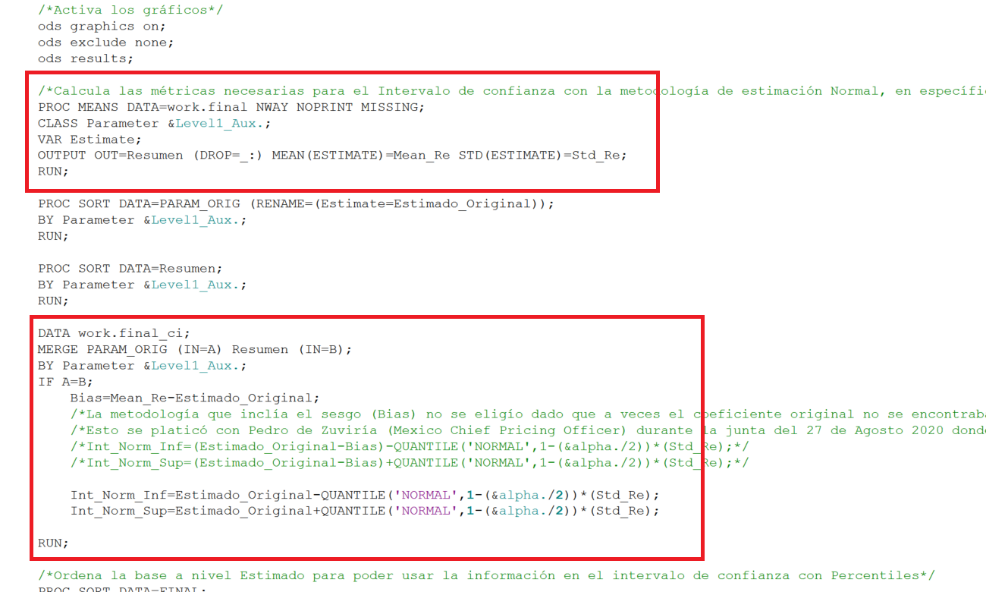 /*Activa los gráficos*/
ods graphics on;
ods exclude none;
ods results;
/*Calcula las métricas necesarias para el Intervalo de confianza con la metodología de estimación Normal, en específi
PROC MEANS DATA=work.final NWAY NOPRINT MISSING;
CLASS Parameter &Level1_Aux.;
VAR Estimate;
OUTPUT OUT=Resumen (DROP=_:) MEAN(ESTIMATE)=Mean_Re STD(ESTIMATE)=Std_Re;
RUN;
PROC SORT DATA=PARAM_ORIG (RENAME=(Estimate=Estimado_Original));
BY Parameter &Level1_Aux.;
RUN;
PROC SORT DATA=Resumen;
BY Parameter &Level1_Aux.;
RUN;
DATA work.final_ci;
MERGE PARAM_ORIG (IN=A) Resumen (IN=B);
BY Parameter &Level1_Aux.;
IF A=B;
Bias=Mean_Re-Estimado_Original;
/*La metodología que inclía el sesgo (Bias) no se eligio dado que a veces el coeficiente original no se encontrab
/*Esto se platicó con Pedro de Zuviría (Mexico Chief Pricing Officer) durante la junta del 27 de Agosto 2020 dond
/*Int_Norm_Inf=(Estimado_Original-Bias)-QUANTILE('NORMAL',1-(&alpha./2))*(Std_Re);*/
/*Int_Norm_Sup=(Estimado_Original-Bias)+QUANTILE('NORMAL',1-(&alpha./2))*(Std_Re);*/
Int_Norm_Inf=Estimado_Original-QUANTILE('NORMAL',1-(&alpha./2))*(Std_Re);
Int_Norm_Sup=Estimado_Original+QUANTILE('NORMAL',1-(&alpha./2))*(Std_Re);
RUN;
/*Ordena la base a nivel Estimado para poder usar la información en el intervalo de confianza con Percentiles*/
PROC SORT DATA=FINAL;